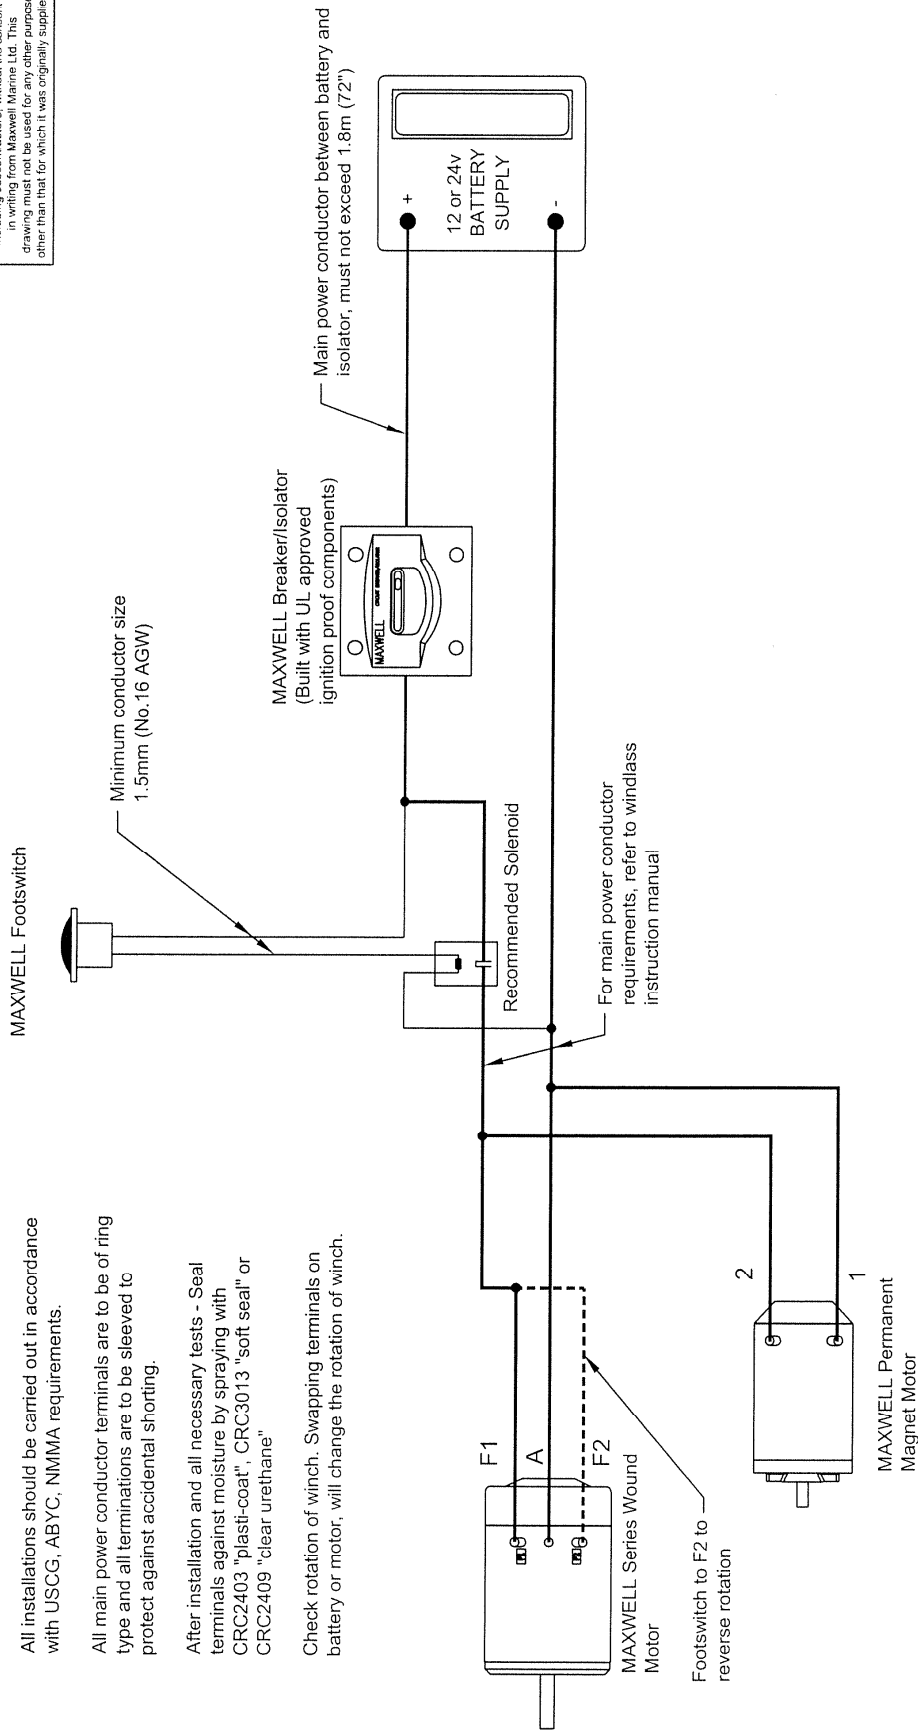 in writing from Maxwell Marine Ltd. This
drawing must not be used for any other purpose
other than that for which it was originally supplie
MAXWELL Footswitch
Minimum conductor size
1.5mm (No.16 AGW)
MAXWELL Breaker/Isolator
(Built with UL approved
ignition proof components)
MAXWELL
Main power conductor between battery and
isolator, must not exceed 1.8m (72")
+
12 or 24v
BATTERY
SUPPLY
-
Recommended Solenoid
For main power conductor
requirements, refer to windlass
instruction manual
All installations should be carried out in accordance
with USCG, ABYC, NMMA requirements.
All main power conductor terminals are to be of ring
type and all terminations are to be sleeved to
protect against accidental shorting.
After installation and all necessary tests - Seal
terminals against moisture by spraying with
CRC2403 "plasti-coat", CRC3013 "soft seal" or
CRC2409 "clear urethane"
Check rotation of winch. Swapping terminals on
battery or motor, will change the rotation of winch.
F1
A
F2
MAXWELL Series Wound
Motor
Footswitch to F2 to
reverse rotation
2
1
MAXWELL Permanent
Magnet Motor